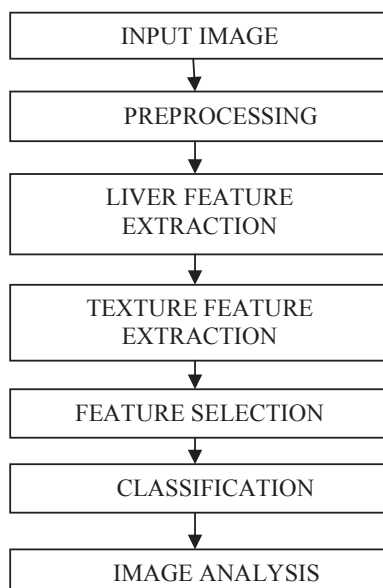 INPUT IMAGE
PREPROCESSING
LIVER FEATURE
EXTRACTION
TEXTURE FEATURE
EXTRACTION
FEATURE SELECTION
CLASSIFICATION
IMAGE ANALYSIS